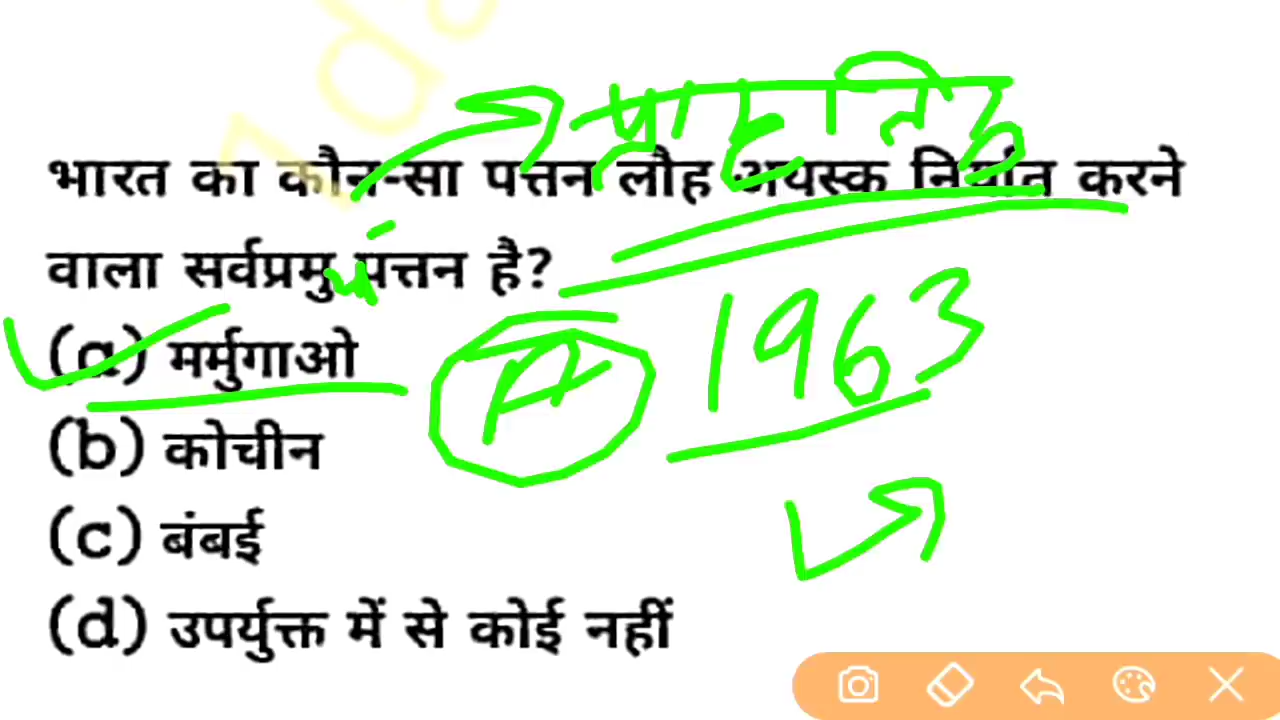 प्राकृतिक
भारत का कौन-सा पत्तन लौह अयस्क निर्यात करने
वाला सर्वप्रमु पत्तन है?
(a) मर्मुगाओ
1963
(b) कोचीन
(c) बंबई
(d) उपर्युक्त में से कोई नहीं